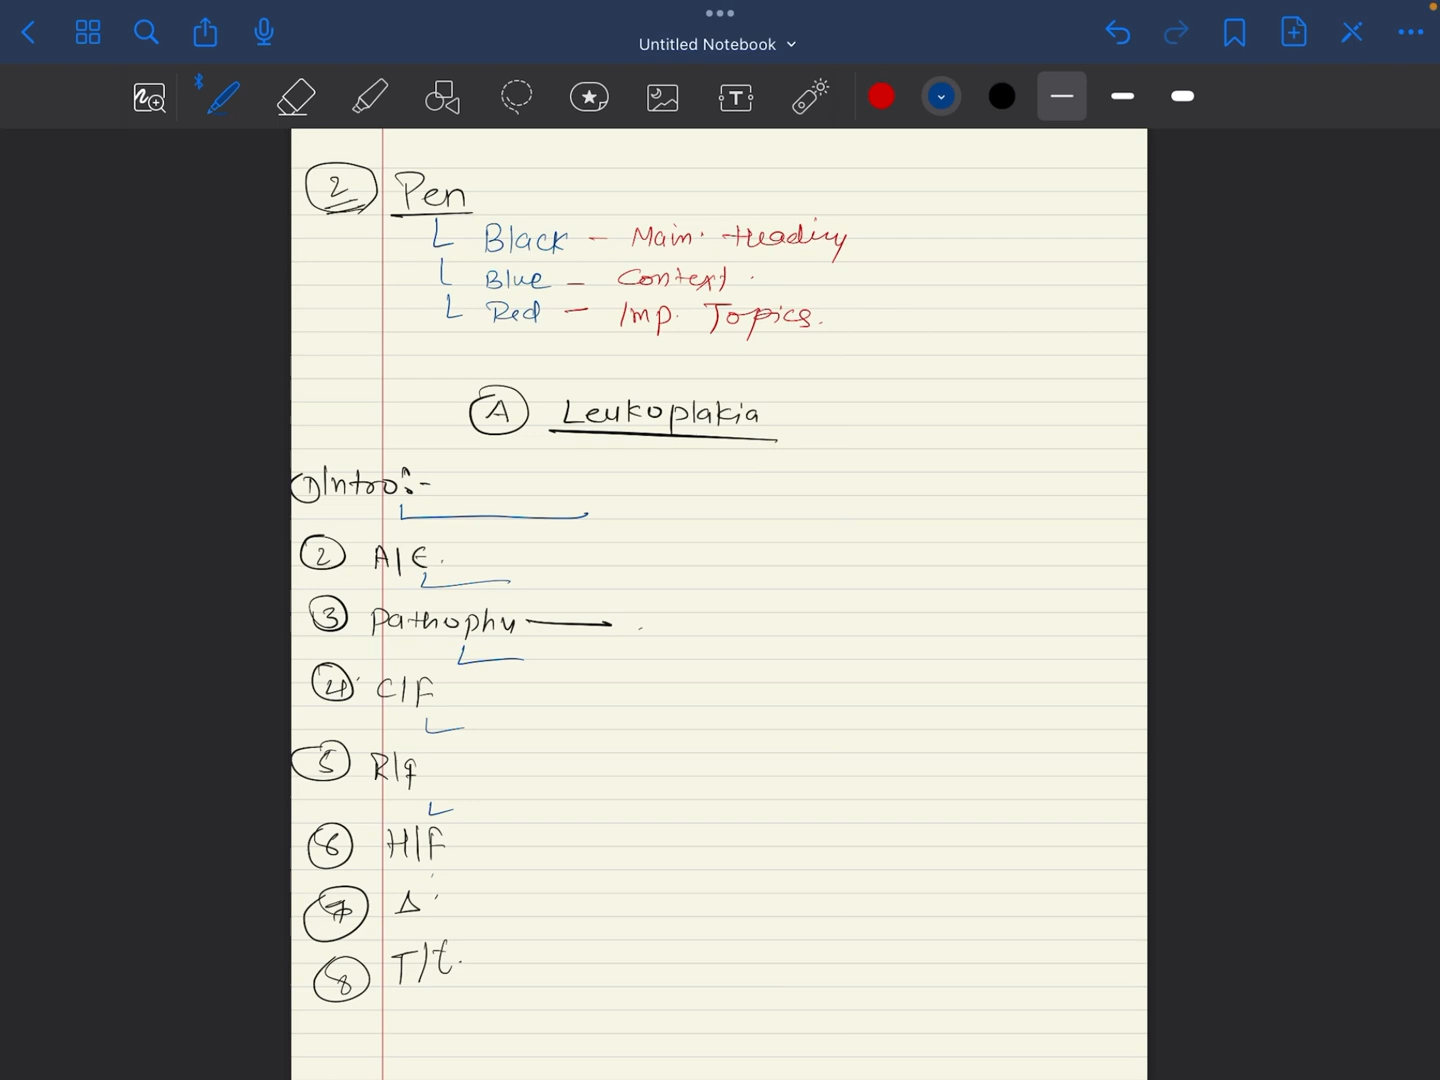 Untitled Notebook
2 Pen
Black - Main Heading
Blue - Context
Red - Imp. Topics.
A Leukoplakia
1) Intro^n:-
2 A/E.
3 Pathophy →
4 C/F
5 R/f
6 H/F
7 Δ
8 T/t.